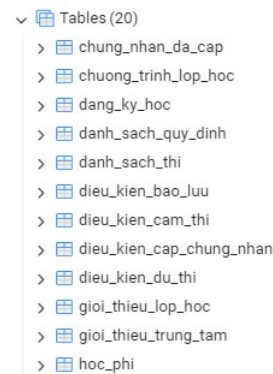 Tables (20)
chung_nhan_da_cap
chuong_trinh_lop_hoc
dang_ky_hoc
danh_sach_quy_dinh
danh_sach_thi
dieu_kien_bao_luu
dieu_kien_cam_thi
dieu_kien_cap_chung_nhan
dieu_kien_du_thi
gioi_thieu_lop_hoc
gioi_thieu_trung_tam
hoc_phi